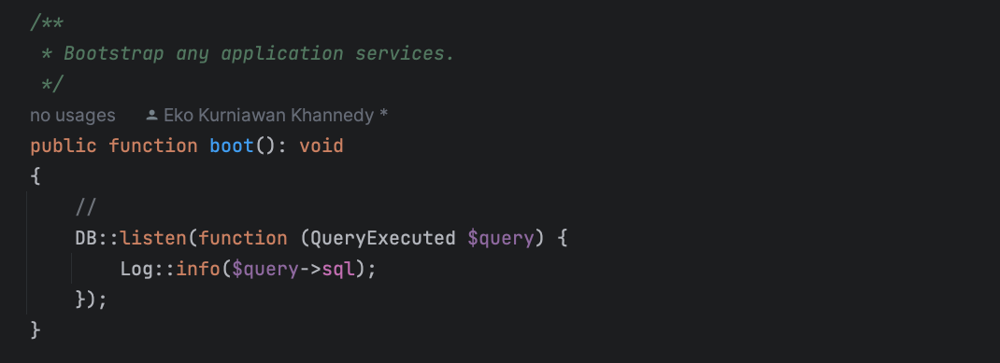 /**
 * Bootstrap any application services.
 */
no usages   Eko Kurniawan Khannedy *
public function boot(): void
{
    //
    DB::listen(function (QueryExecuted $query) {
        Log::info($query->sql);
    });
}